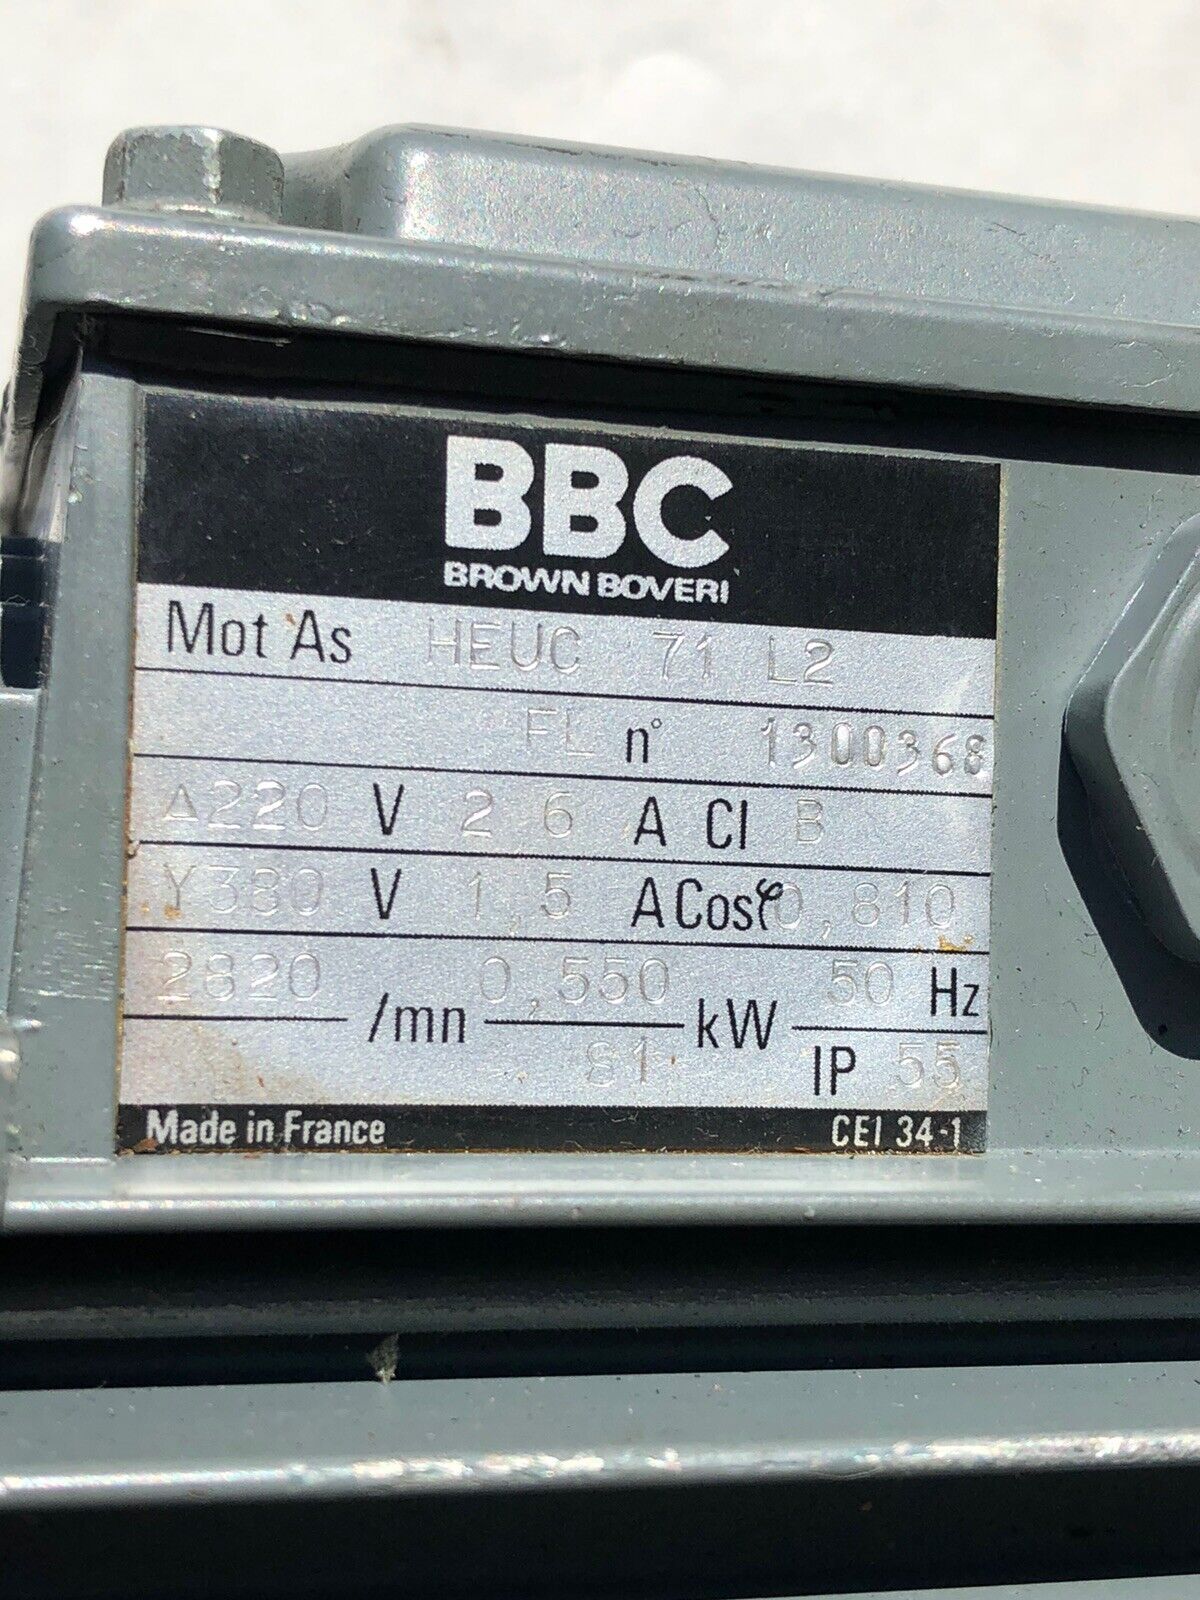 BBC
BROWN BOVERI
Mot As HEUC 71 L2
FL n° 1300368
Δ220 V 2 6 A Cl B
Y380 V 1,5 A Cosφ 0,810
2820 /mn 0,550 kW 50 Hz
81 IP 55
Made in France CEI 34-1